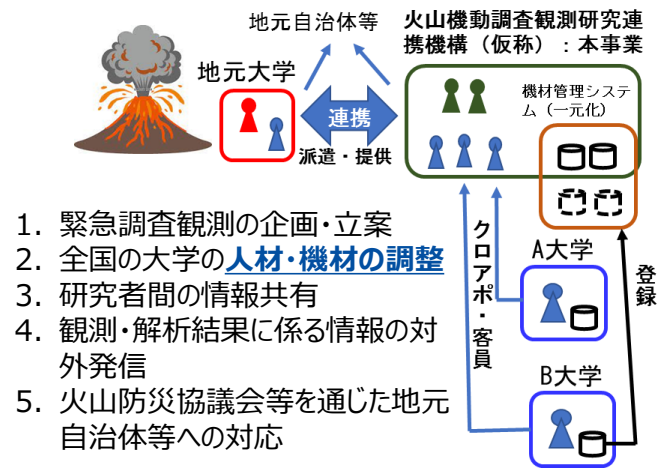 地元自治体等
火山機動調査観測研究連
携機構（仮称）：本事業
地元大学
機材管理システ
ム（一元化）
連携
派遣・提供
1. 緊急調査観測の企画・立案
2. 全国の大学の人材・機材の調整
3. 研究者間の情報共有
4. 観測・解析結果に係る情報の対
外発信
5. 火山防災協議会等を通じた地元
自治体等への対応
クロアポ・客員
A大学
登録
B大学